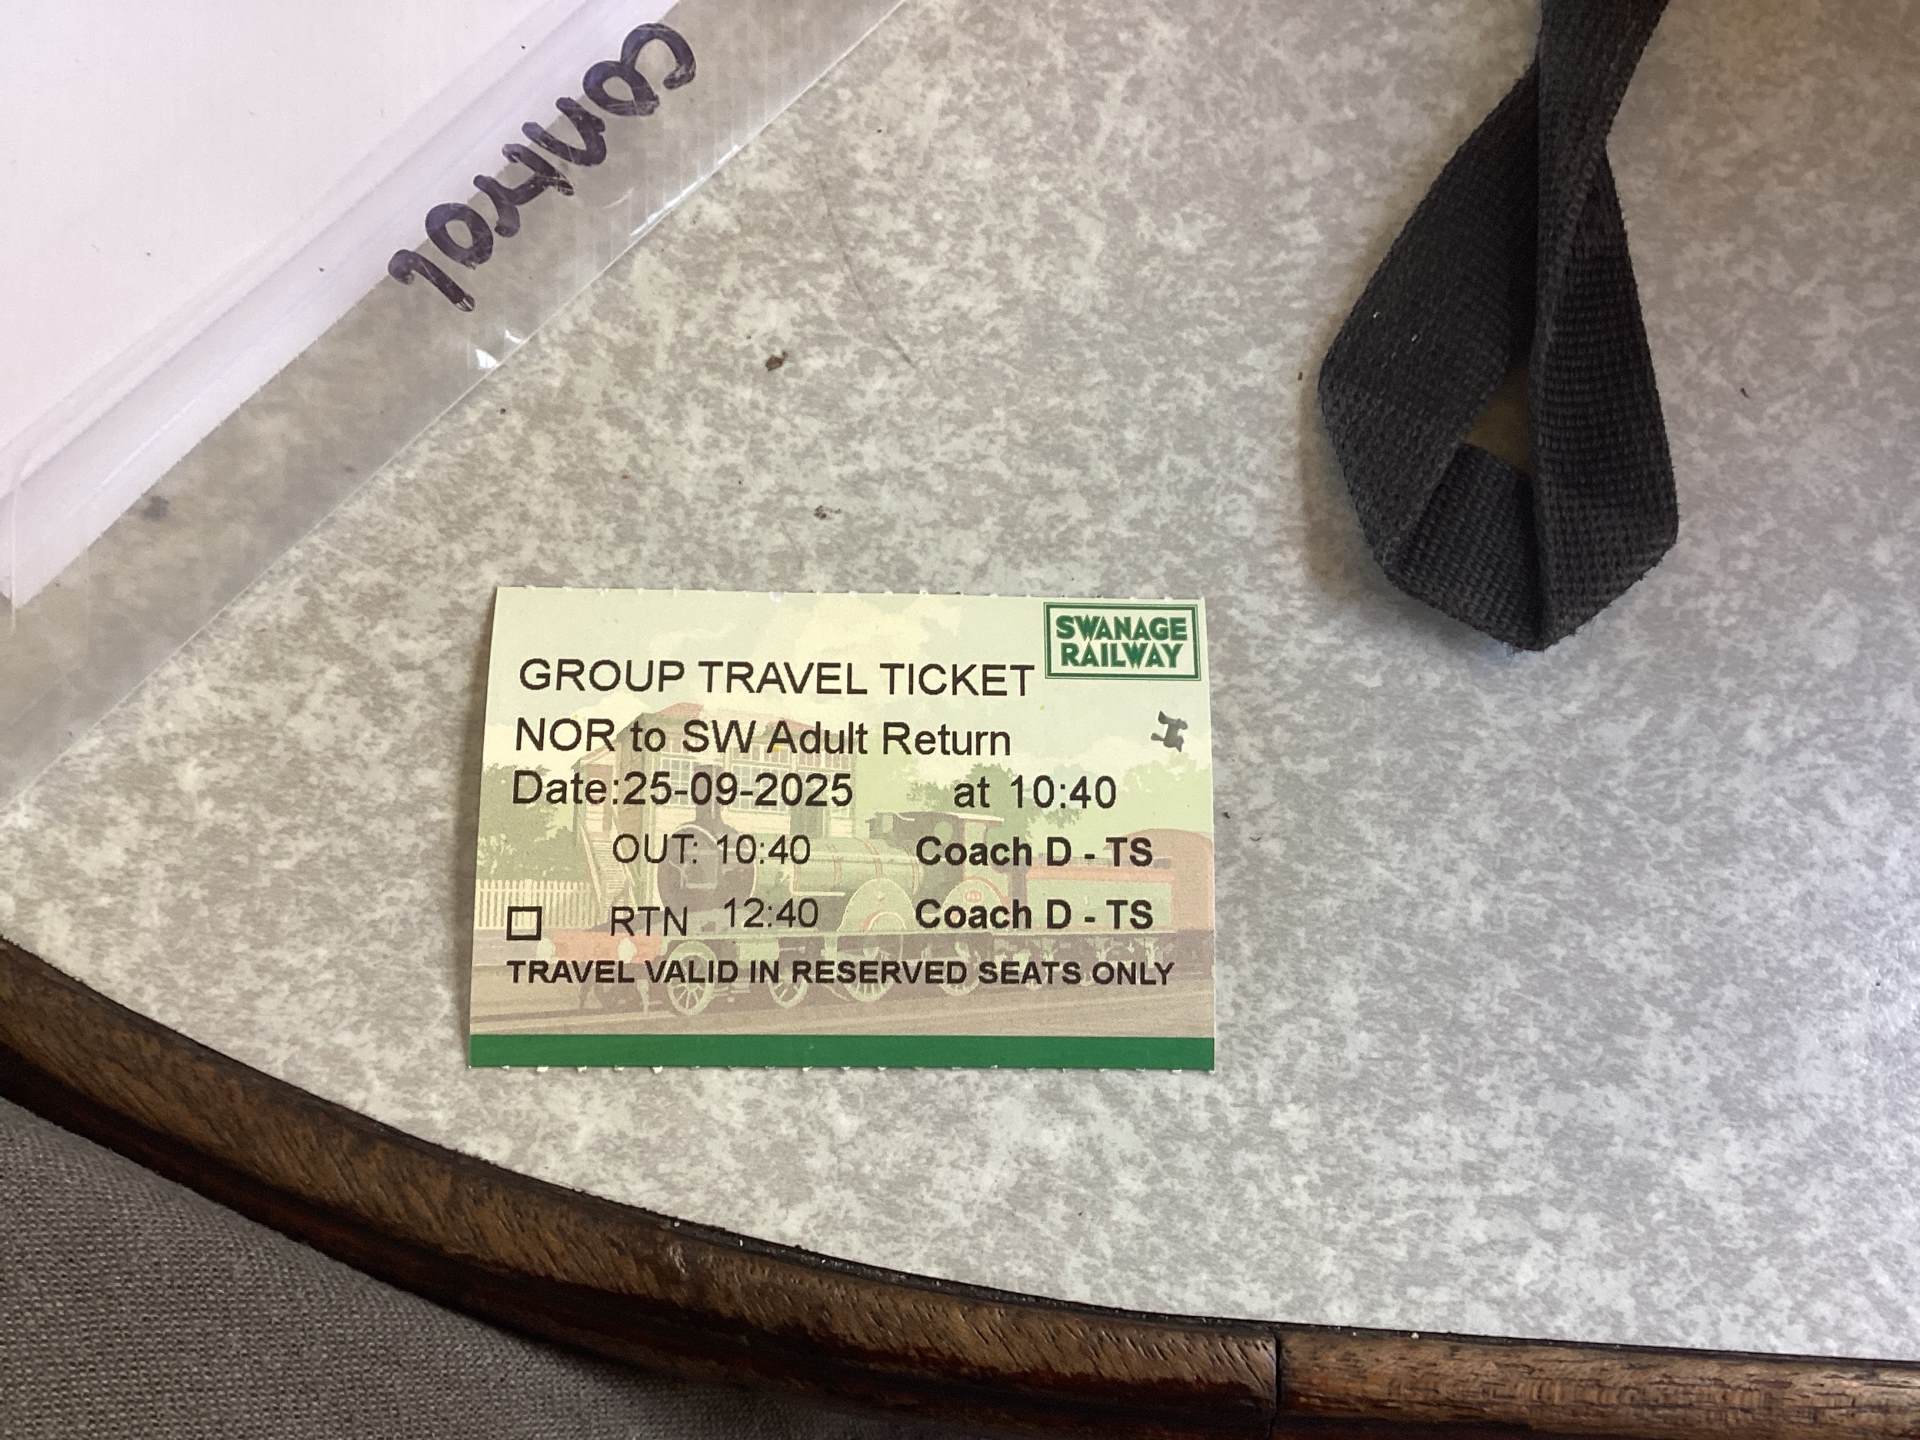 control
SWANAGE
RAILWAY
GROUP TRAVEL TICKET
NOR to SW Adult Return
Date:25-09-2025 at 10:40
OUT: 10:40 Coach D - TS
RTN 12:40 Coach D - TS
TRAVEL VALID IN RESERVED SEATS ONLY